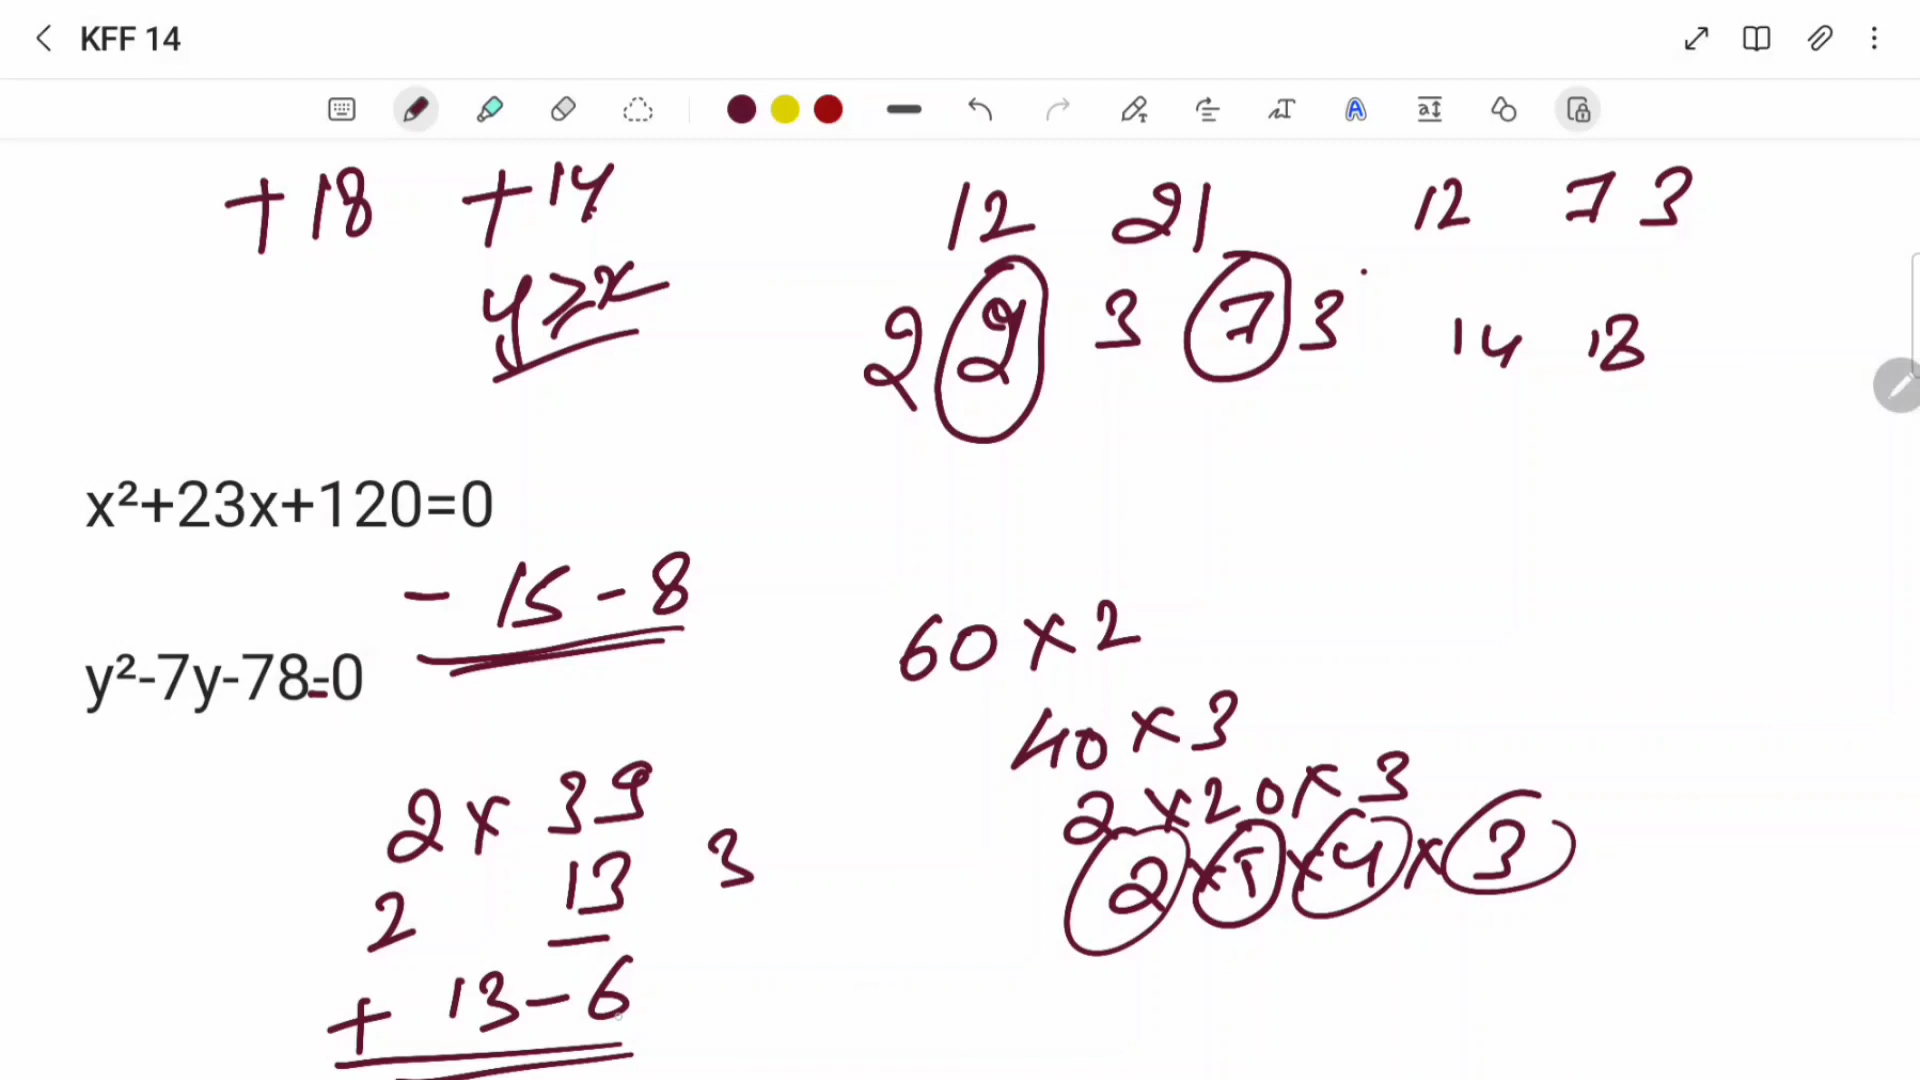 KFF 14
+18 +14
12 21 12 7 3
y≥x
2 2 3 7 3 14 18
x²+23x+120=0
-15-8
60×2
y²-7y-78=0
40×3
2×39
2×20×3
13 3
2×5×4×3
2
+13-6